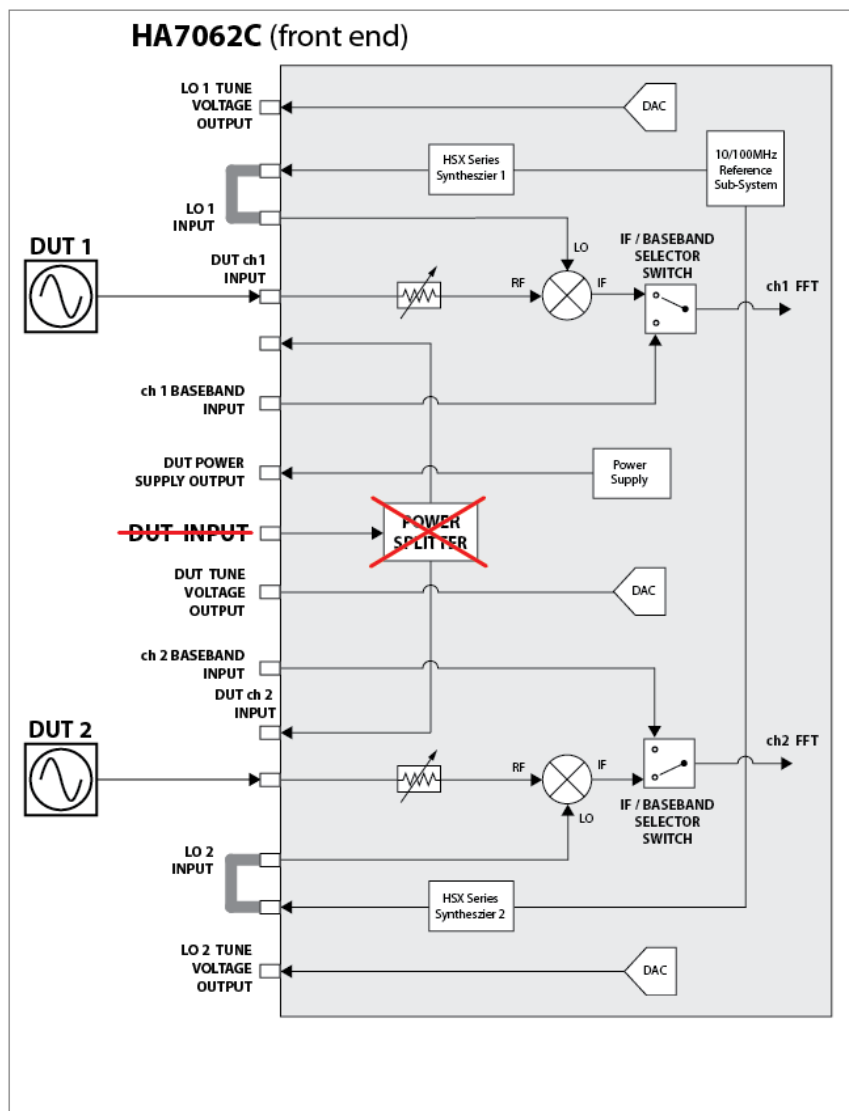 HA7062C (front end)
LO 1 TUNE
VOLTAGE
OUTPUT
DAC
HSX Series
Syntheszier 1
10/100MHz
Reference
Sub-System
LO 1
INPUT
LO
DUT 1
DUT ch1
INPUT
RF
IF
IF / BASEBAND
SELECTOR
SWITCH
ch1 FFT
ch 1 BASEBAND
INPUT
DUT POWER
SUPPLY OUTPUT
Power
Supply
DUT INPUT
POWER
SPLITTER
DUT TUNE
VOLTAGE
OUTPUT
DAC
ch 2 BASEBAND
INPUT
DUT ch 2
INPUT
DUT 2
RF
IF
LO
ch2 FFT
IF / BASEBAND
SELECTOR
SWITCH
LO 2
INPUT
HSX Series
Syntheszier 2
LO 2 TUNE
VOLTAGE
OUTPUT
DAC